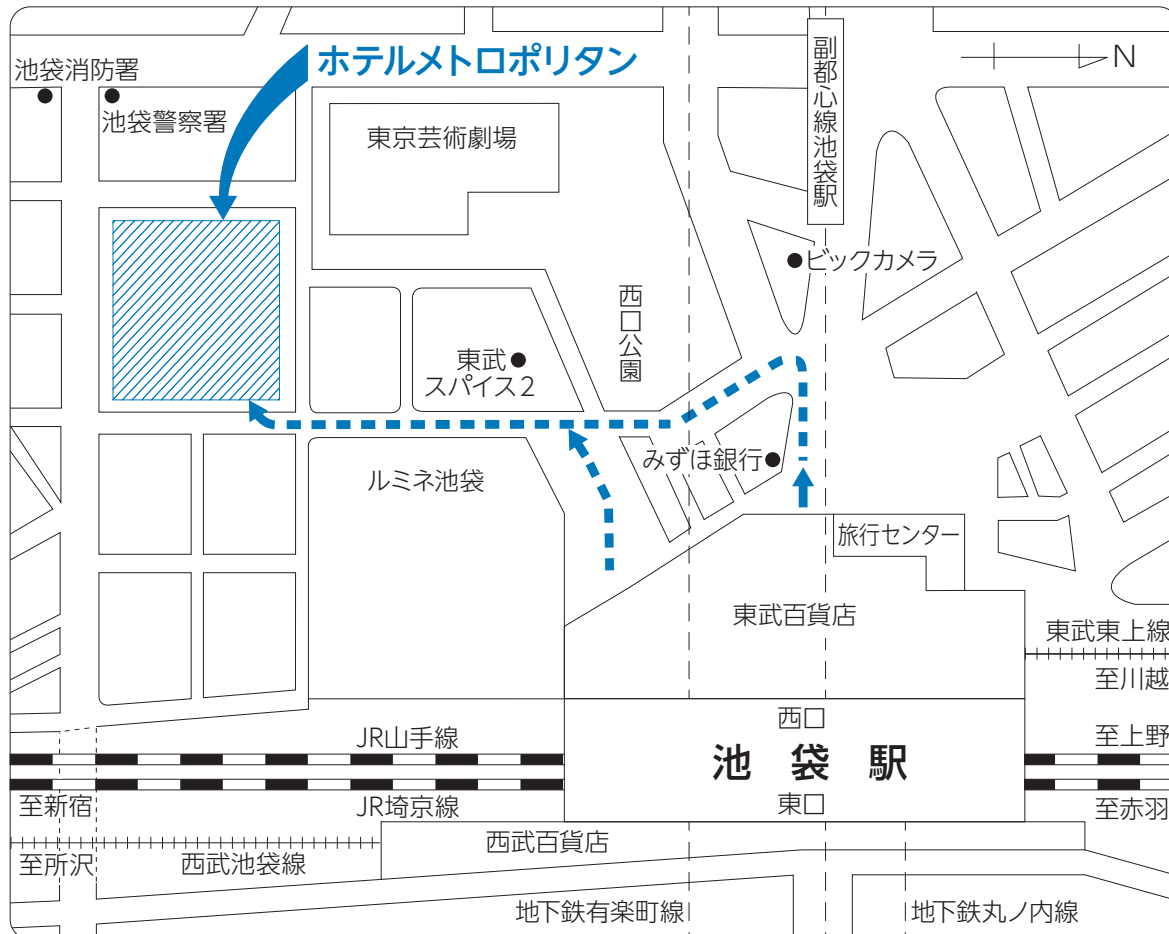 ホテルメトロポリタン
池袋消防署
池袋警察署
東京芸術劇場
副都心線池袋駅
N
ビックカメラ
西口公園
東武
スパイス2
みずほ銀行
ルミネ池袋
旅行センター
東武百貨店
東武東上線
至川越
西口
池袋駅
東口
JR山手線
至上野
至新宿
JR埼京線
至赤羽
西武百貨店
至所沢
西武池袋線
地下鉄有楽町線
地下鉄丸ノ内線